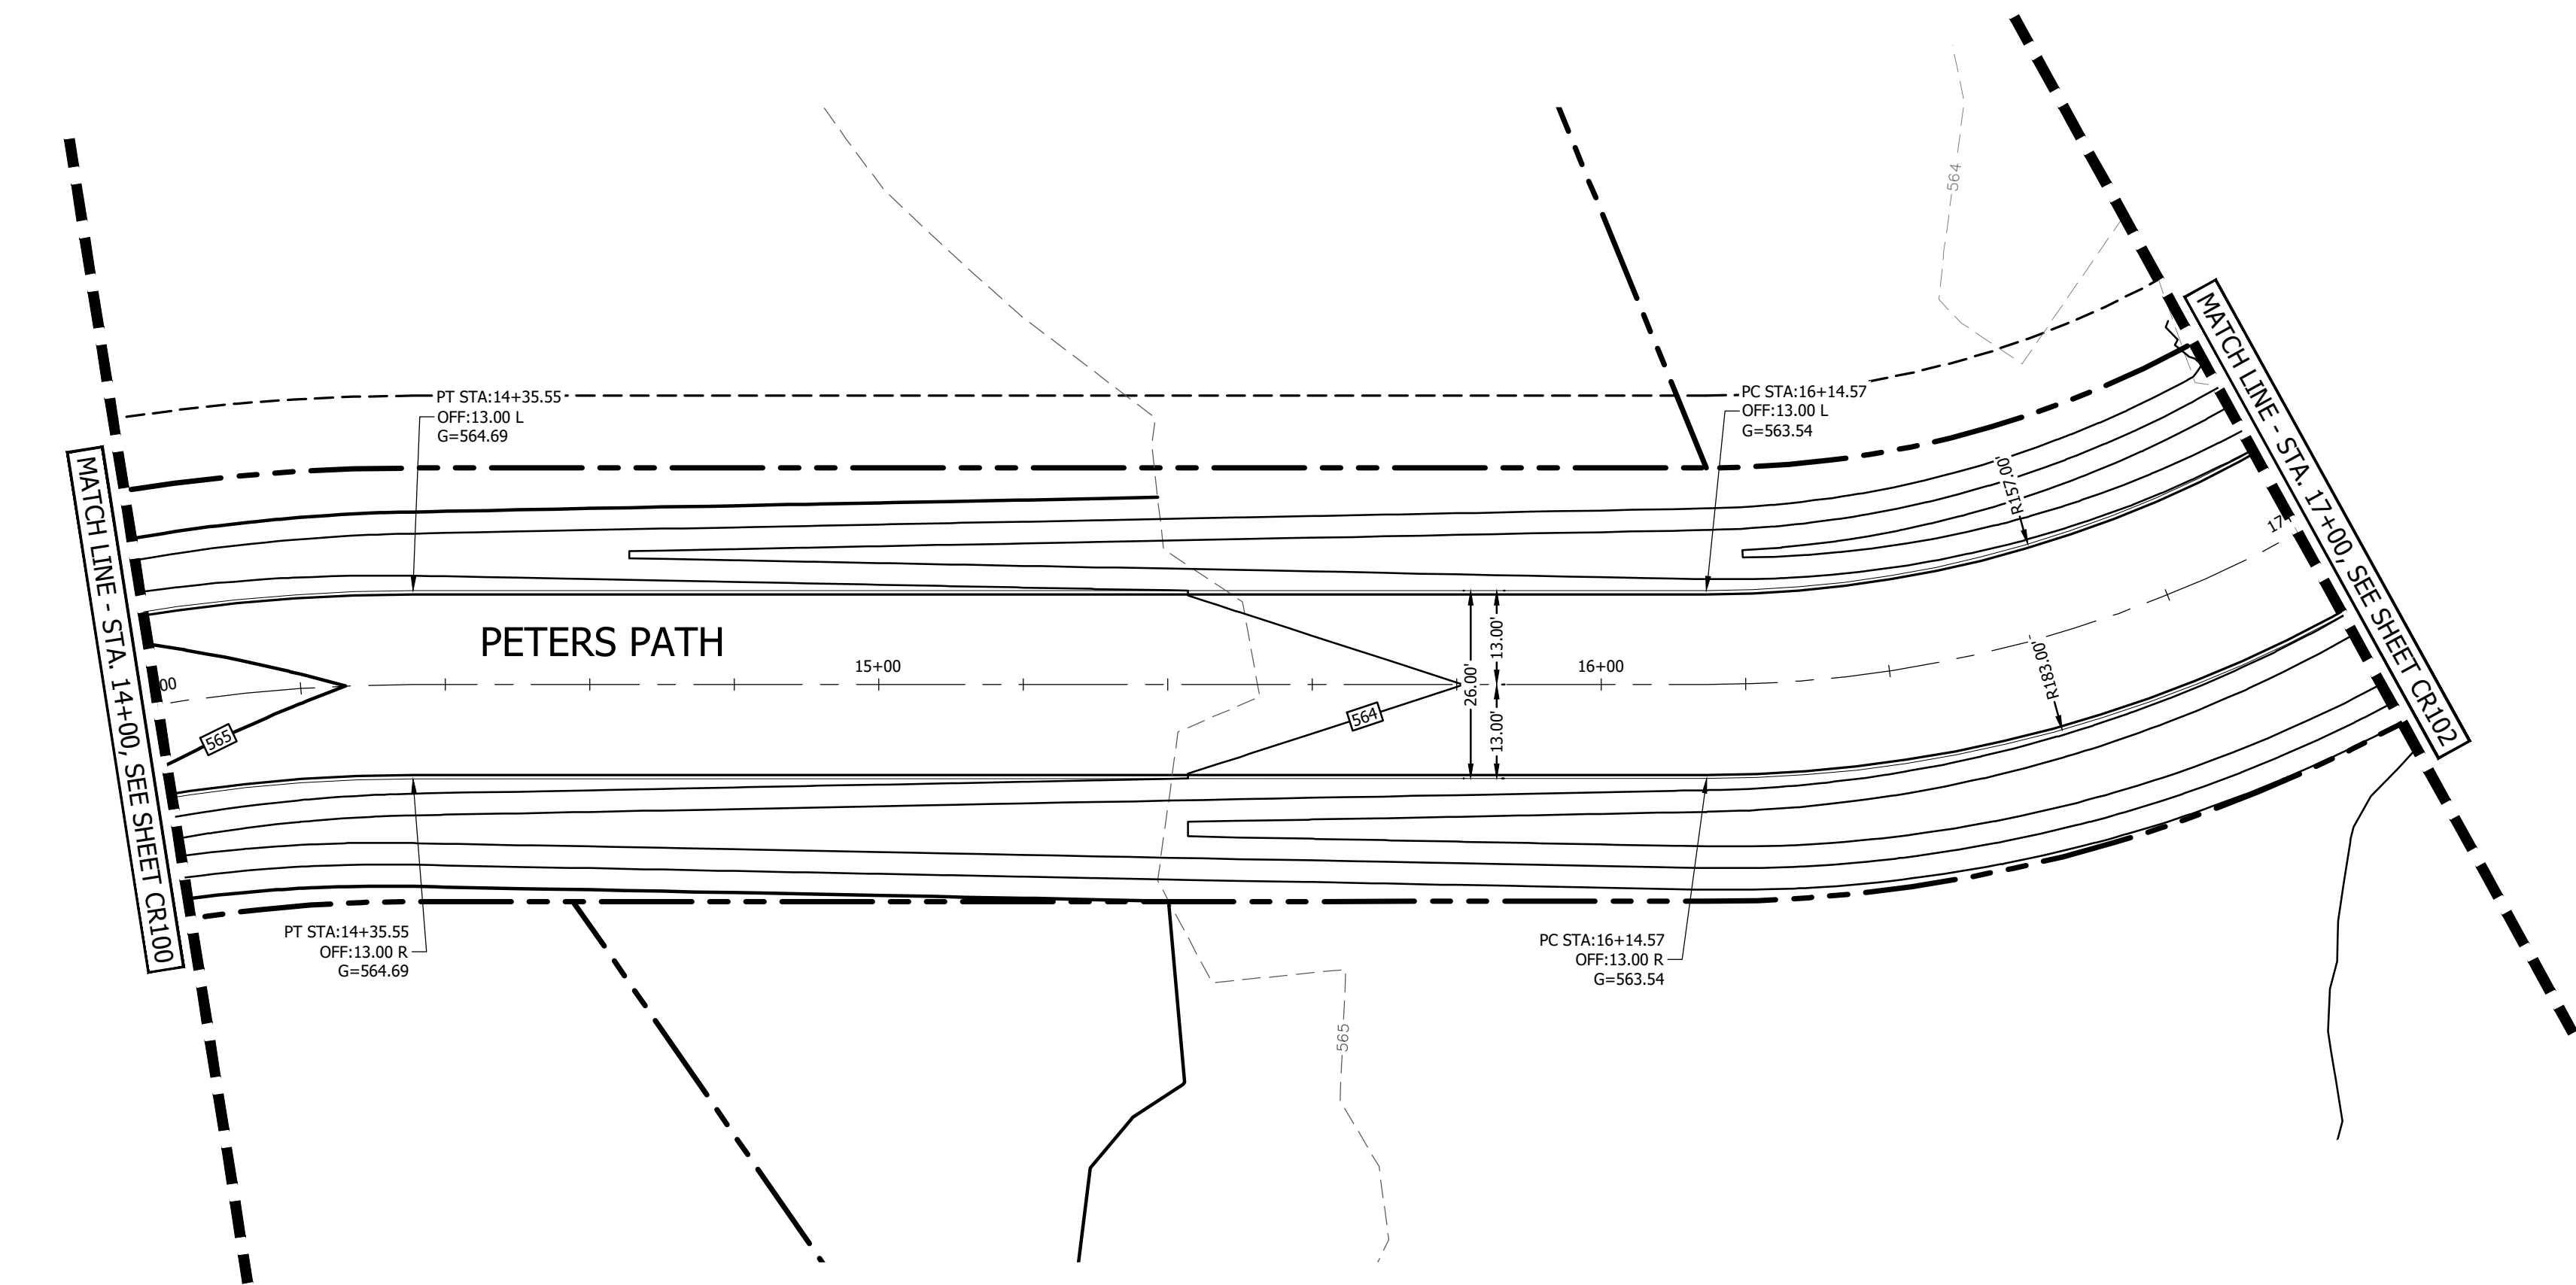 564
MATCH LINE - STA. 17+00, SEE SHEET CR102
PT STA:14+35.55
OFF:13.00 L
G=564.69
PC STA:16+14.57
OFF:13.00 L
G=563.54
MATCH LINE - STA. 14+00, SEE SHEET CR100
R157.00'
17
PETERS PATH
13.00'
26.00'
13.00'
15+00
16+00
R183.00'
00
565
564
PT STA:14+35.55
OFF:13.00 R
G=564.69
PC STA:16+14.57
OFF:13.00 R
G=563.54
565